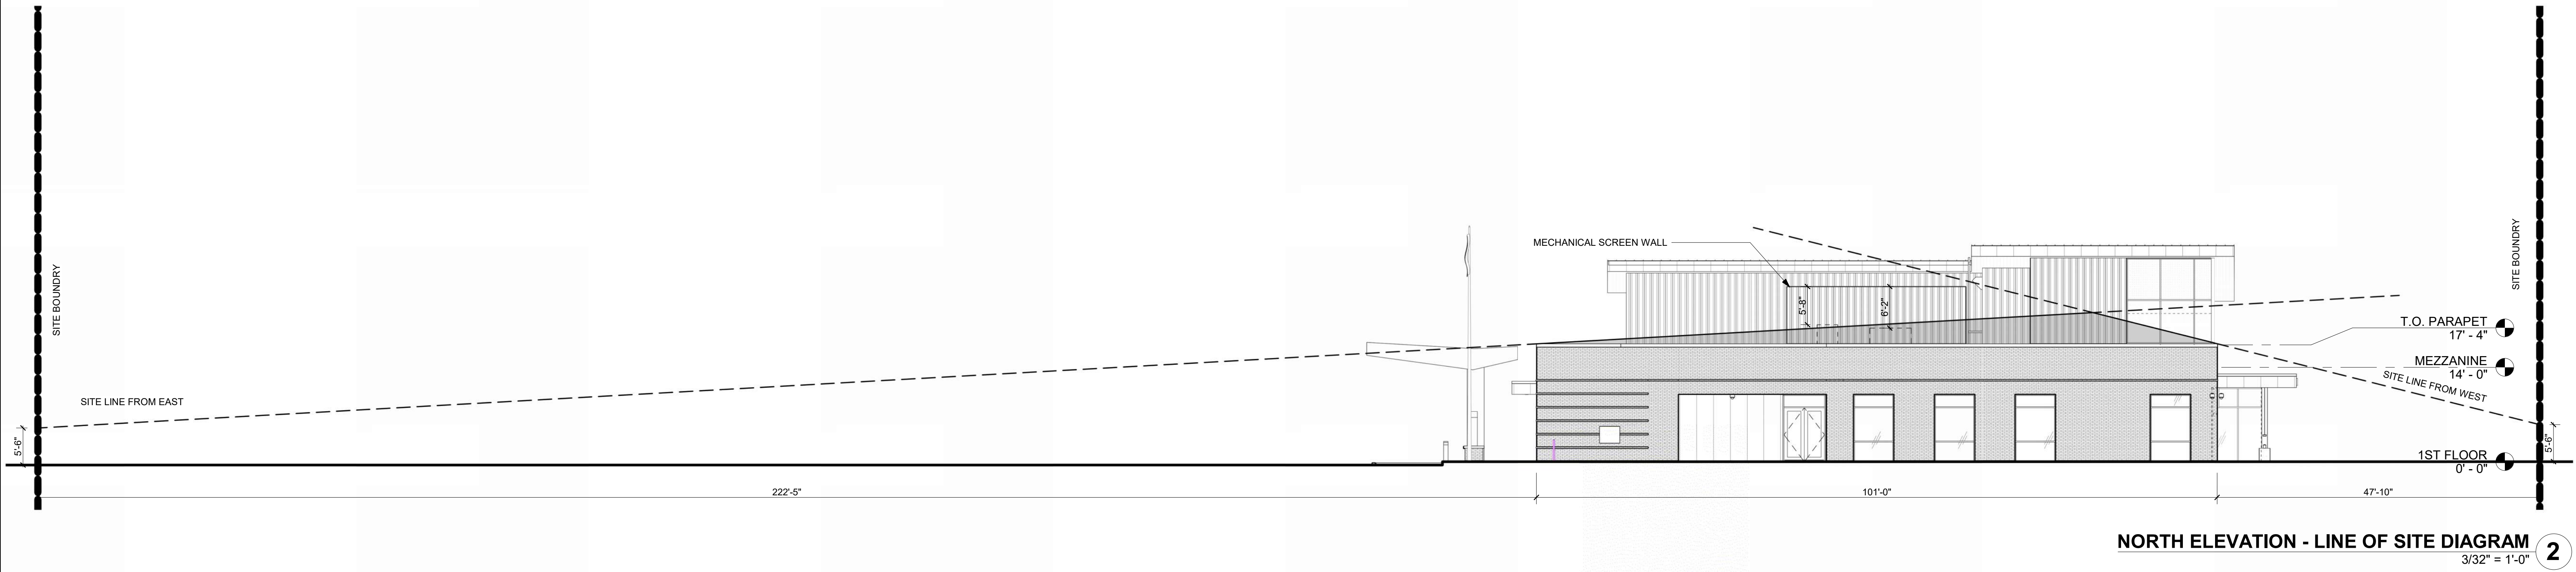 MECHANICAL SCREEN WALL
SITE BOUNDRY
SITE BOUNDRY
5'-8"
6'-2"
T.O. PARAPET
17' - 4"
MEZZANINE
14' - 0"
SITE LINE FROM WEST
SITE LINE FROM EAST
5'-6"
5'-6"
1ST FLOOR
0' - 0"
222'-5"
101'-0"
47'-10"
NORTH ELEVATION - LINE OF SITE DIAGRAM
3/32" = 1'-0"
2